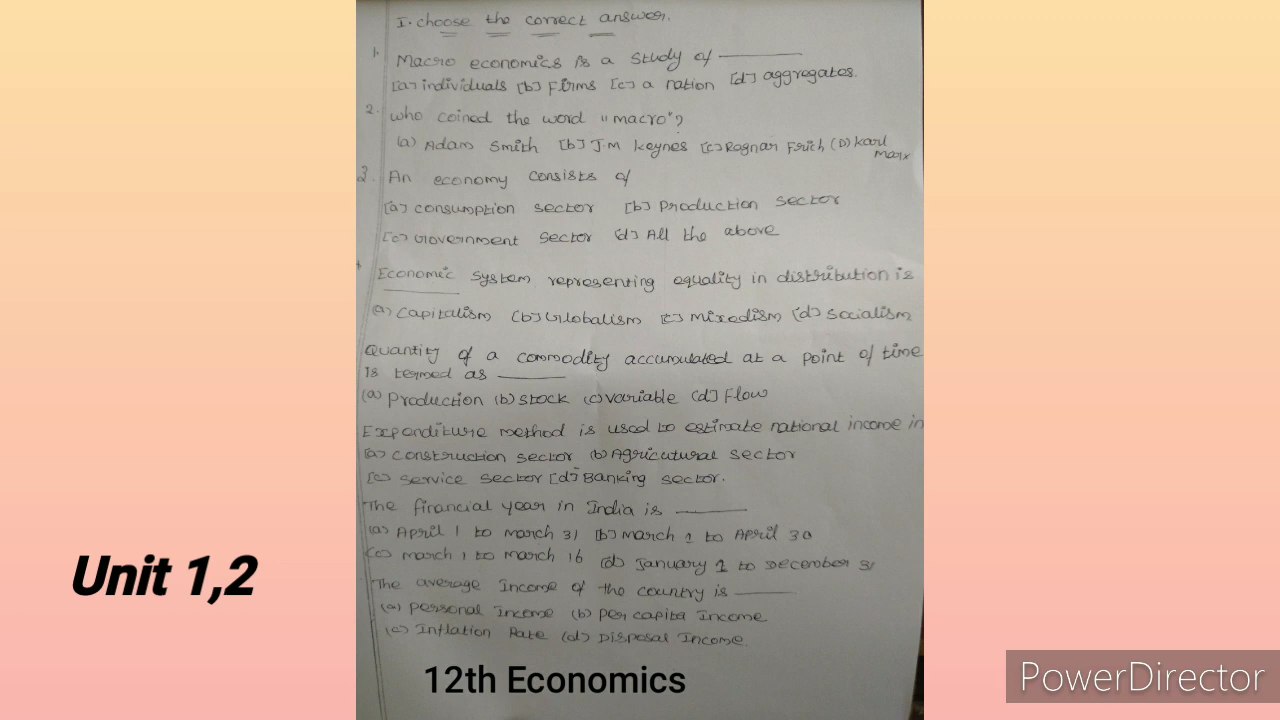 I. choose the correct answer.
1. Macro economics is a study of ______
[a] individuals [b] Firms [c] a nation [d] aggregates.
2. who coined the word "macro"?
(a) Adam Smith [b] J.M keynes [c] Ragnar Frich (D) karl
Marx
3. An economy consists of
[a] consumption sector [b] Production sector
[c] Government sector [d] All the above
Economic system representing equality in distribution is
(a) capitalism (b) Globalism [c] mixedism (d) socialism
Quantity of a commodity accumulated at a point of time
is termed as ______
(a) Production (b) stock (c) variable [d] Flow
Expenditure method is used to estimate national income in
[a] construction sector (b) Agricutural sector
[c] service sector [d] Banking sector.
The financial year in India is ______
(a) April 1 to march 31 [b] march 1 to April 30
(c) march 1 to march 16 (d) January 1 to December 31
The average Income of the country is ______
(a) personal Income (b) per capita Income
(c) Inflation Rate (d) Disposal Income.
Unit 1,2
12th Economics
PowerDirector